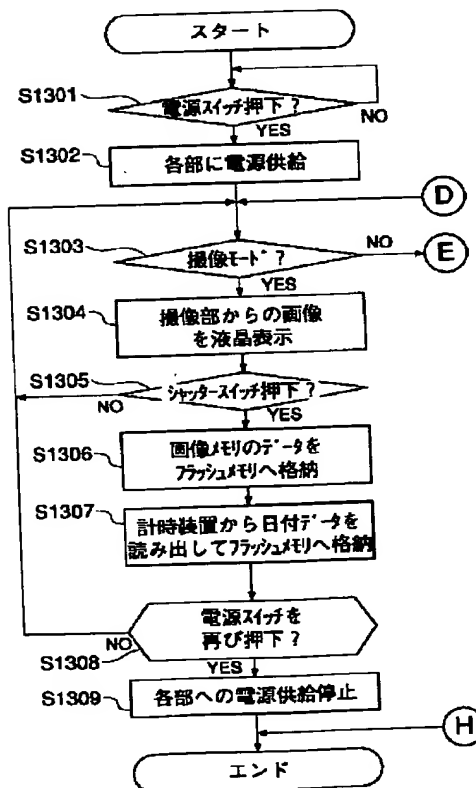 スタート
S1301
電源スイッチ押下?
NO
YES
S1302
各部に電源供給
D
S1303
撮像モード?
NO
E
YES
S1304
撮像部からの画像
を液晶表示
S1305
シャッタースイッチ押下?
NO
YES
S1306
画像メモリのデータを
フラッシュメモリへ格納
S1307
計時装置から日付データを
読み出してフラッシュメモリへ格納
電源スイッチを
再び押下?
NO
S1308
YES
S1309
各部への電源供給停止
H
エンド